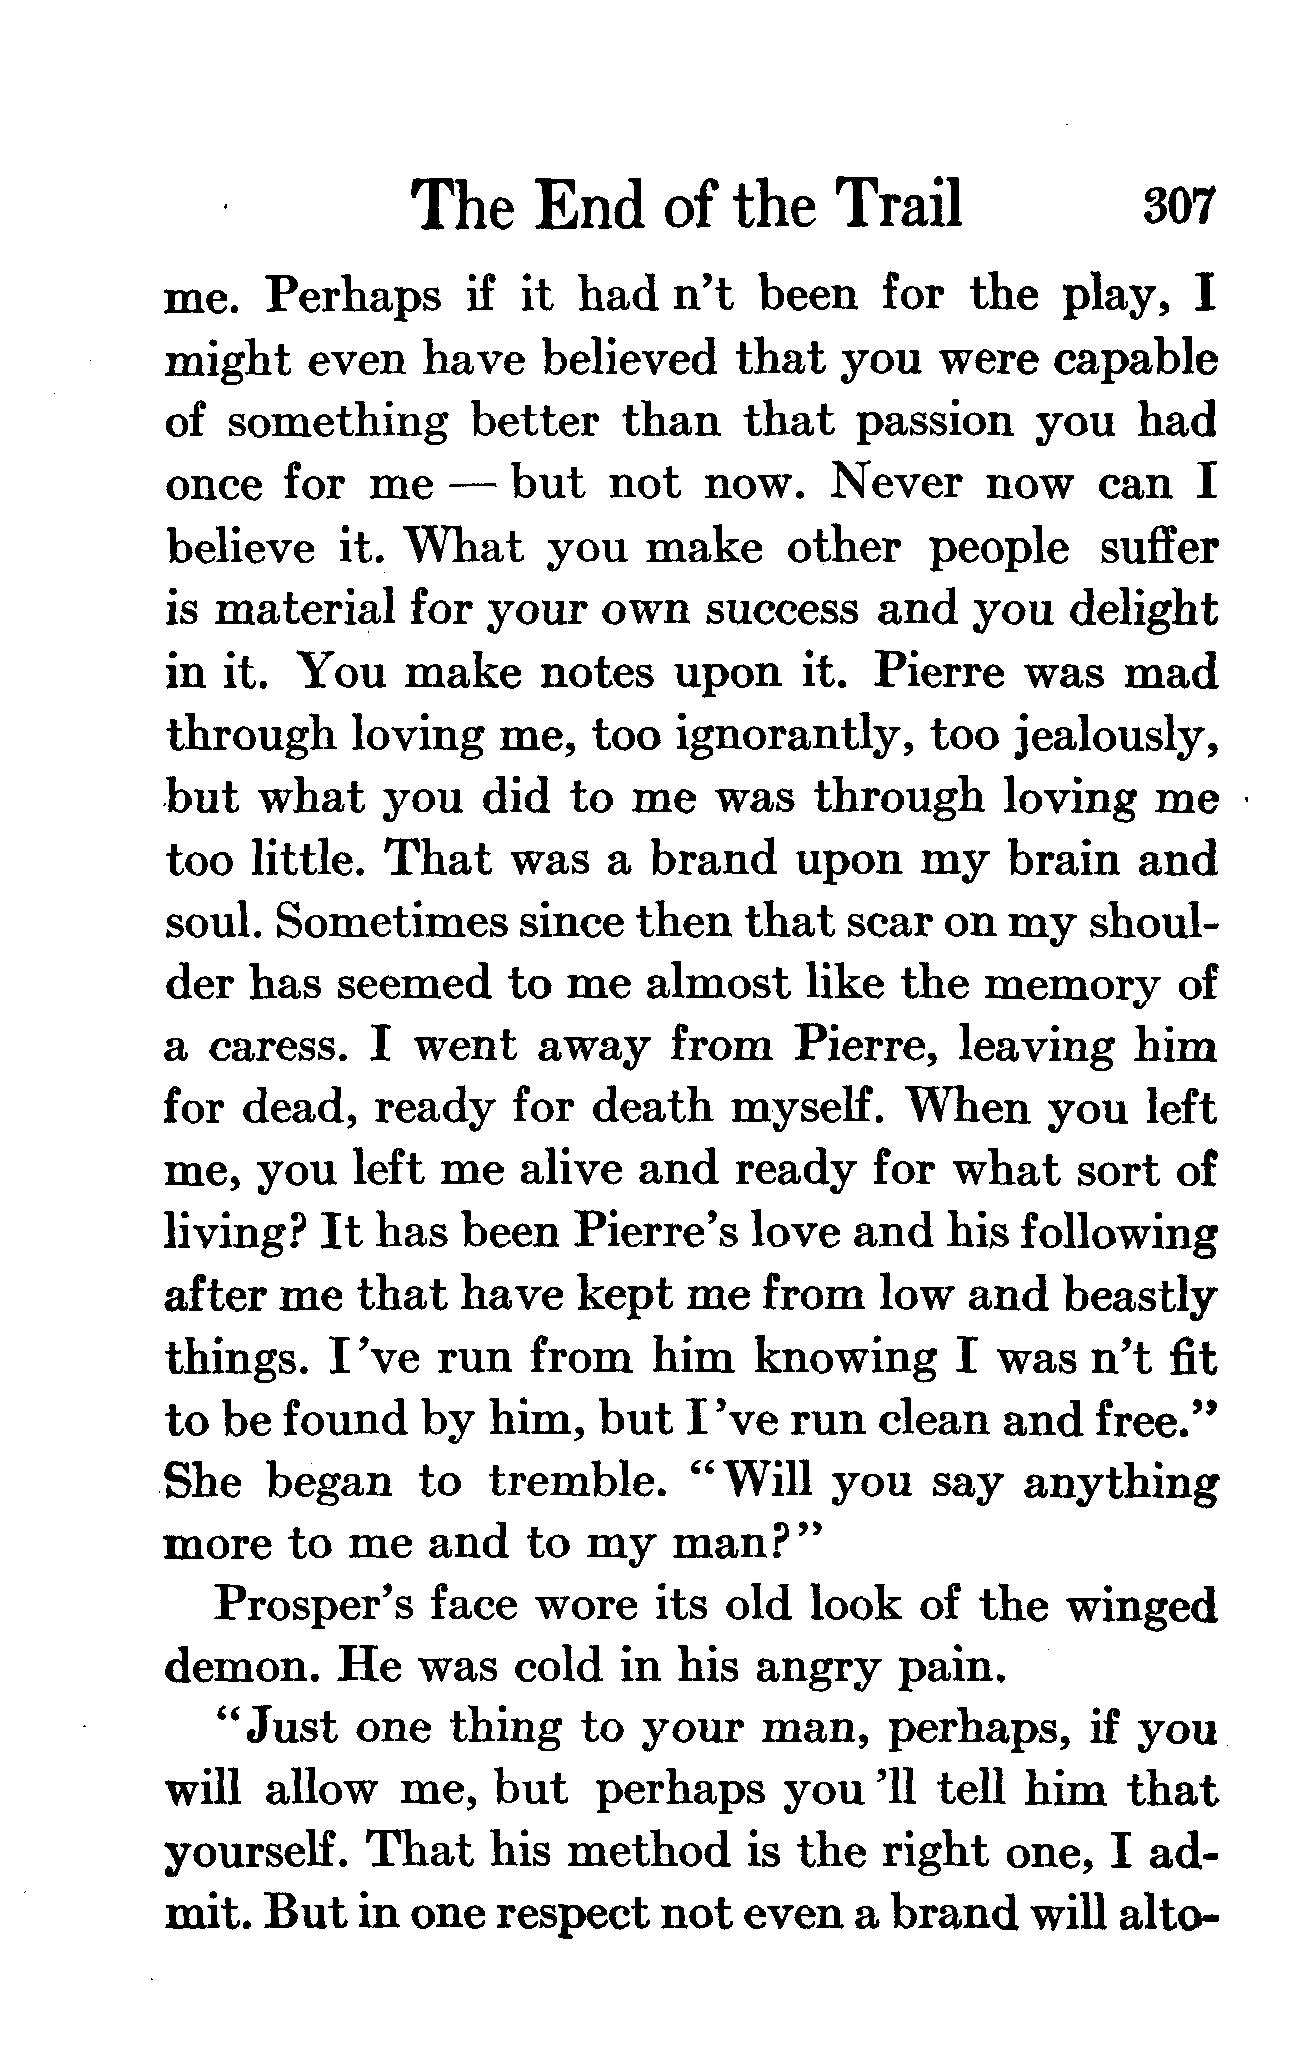 The End of the Trail 307
me. Perhaps if it had n't been for the play, I
might even have believed that you were capable
of something better than that passion you had
once for me — but not now. Never now can I
believe it. What you make other people suffer
is material for your own success and you delight
in it. You make notes upon it. Pierre was mad
through loving me, too ignorantly, too jealously,
but what you did to me was through loving me
too little. That was a brand upon my brain and
soul. Sometimes since then that scar on my shoul-
der has seemed to me almost like the memory of
a caress. I went away from Pierre, leaving him
for dead, ready for death myself. When you left
me, you left me alive and ready for what sort of
living? It has been Pierre's love and his following
after me that have kept me from low and beastly
things. I 've run from him knowing I was n't fit
to be found by him, but I 've run clean and free."
She began to tremble. "Will you say anything
more to me and to my man?"
Prosper's face wore its old look of the winged
demon. He was cold in his angry pain.
"Just one thing to your man, perhaps, if you
will allow me, but perhaps you 'll tell him that
yourself. That his method is the right one, I ad-
mit. But in one respect not even a brand will alto-